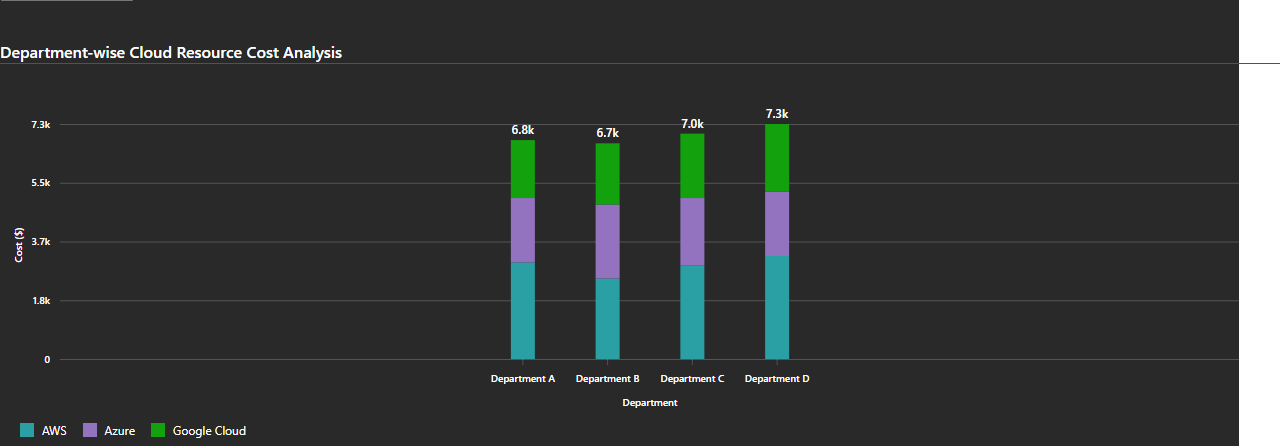 Department-wise Cloud Resource Cost Analysis
7.3k
5.5k
3.7k
1.8k
0
Cost ($)
6.8k
6.7k
7.0k
7.3k
Department A
Department B
Department C
Department D
Department
AWS
Azure
Google Cloud